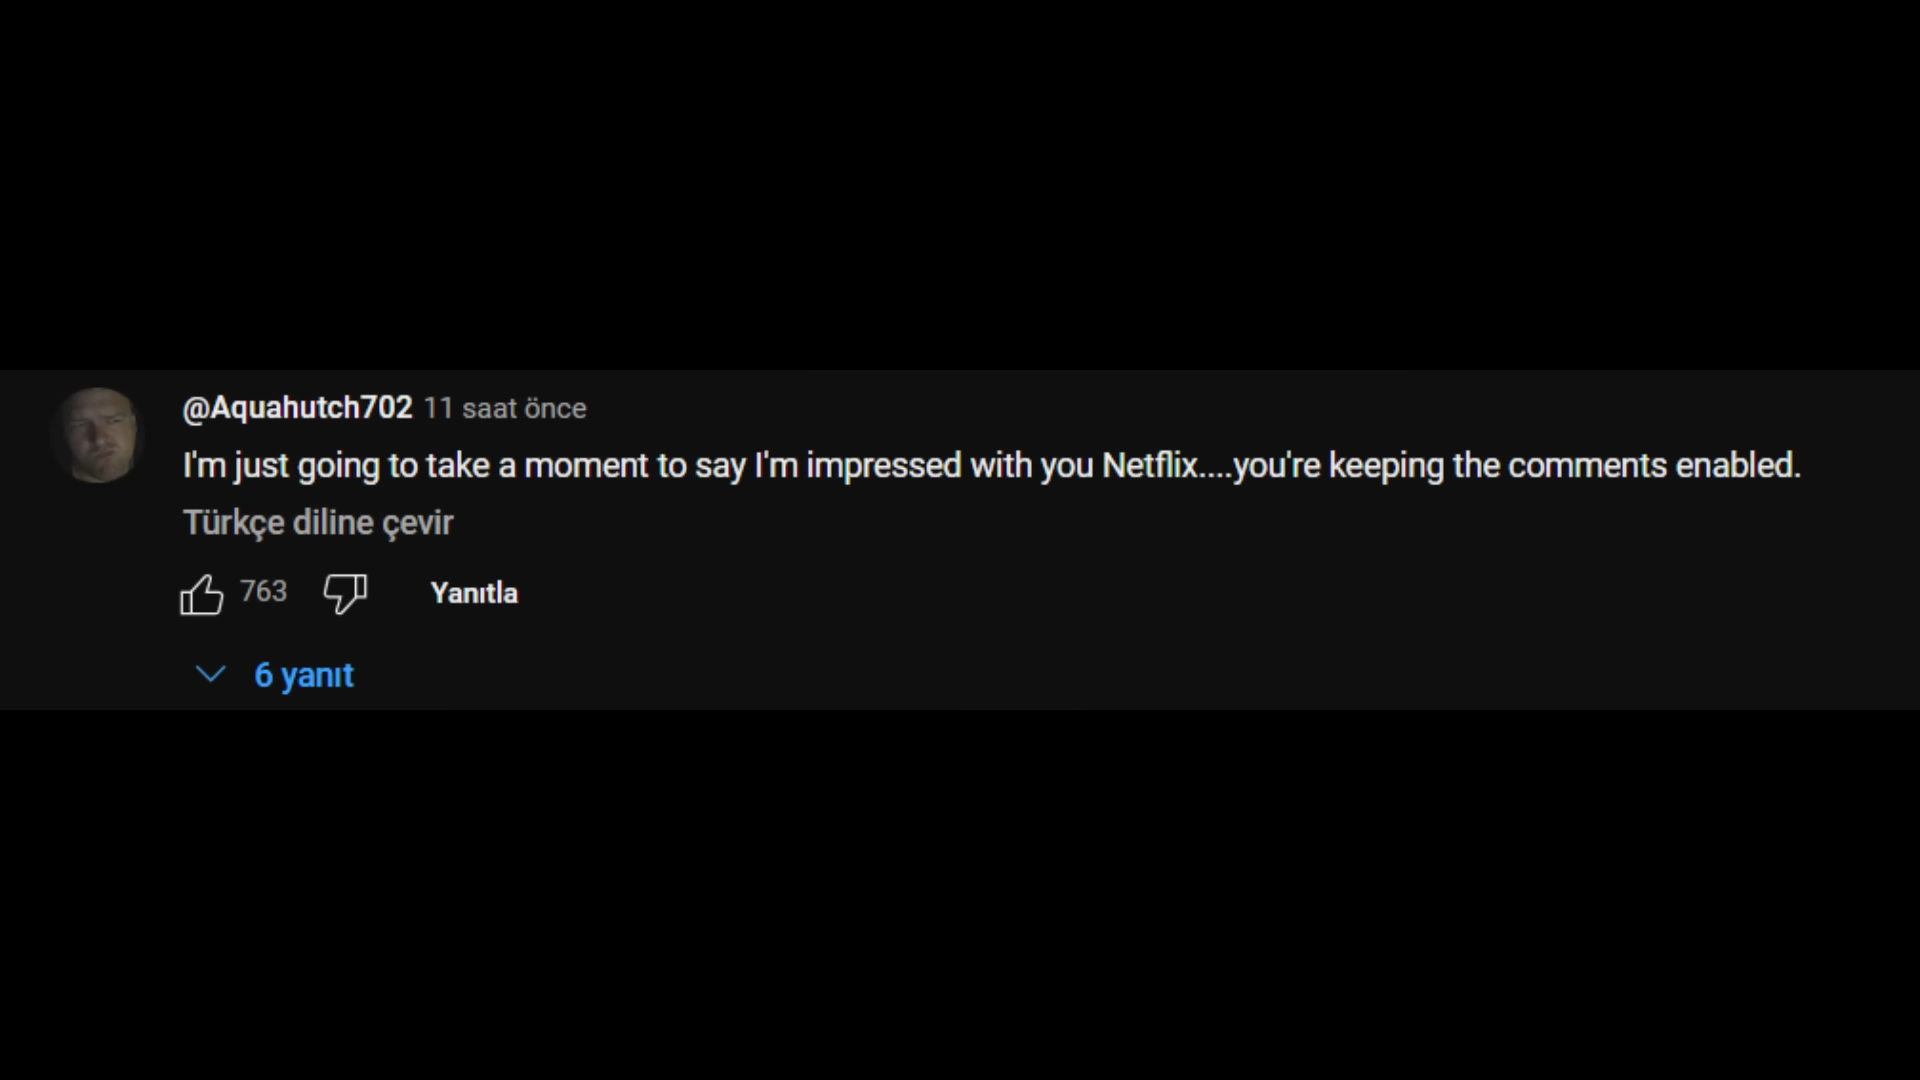 @Aquahutch702 11 saat önce
I'm just going to take a moment to say I'm impressed with you Netflix....you're keeping the comments enabled.
Türkçe diline çevir
763 Yanıtla
6 yanıt